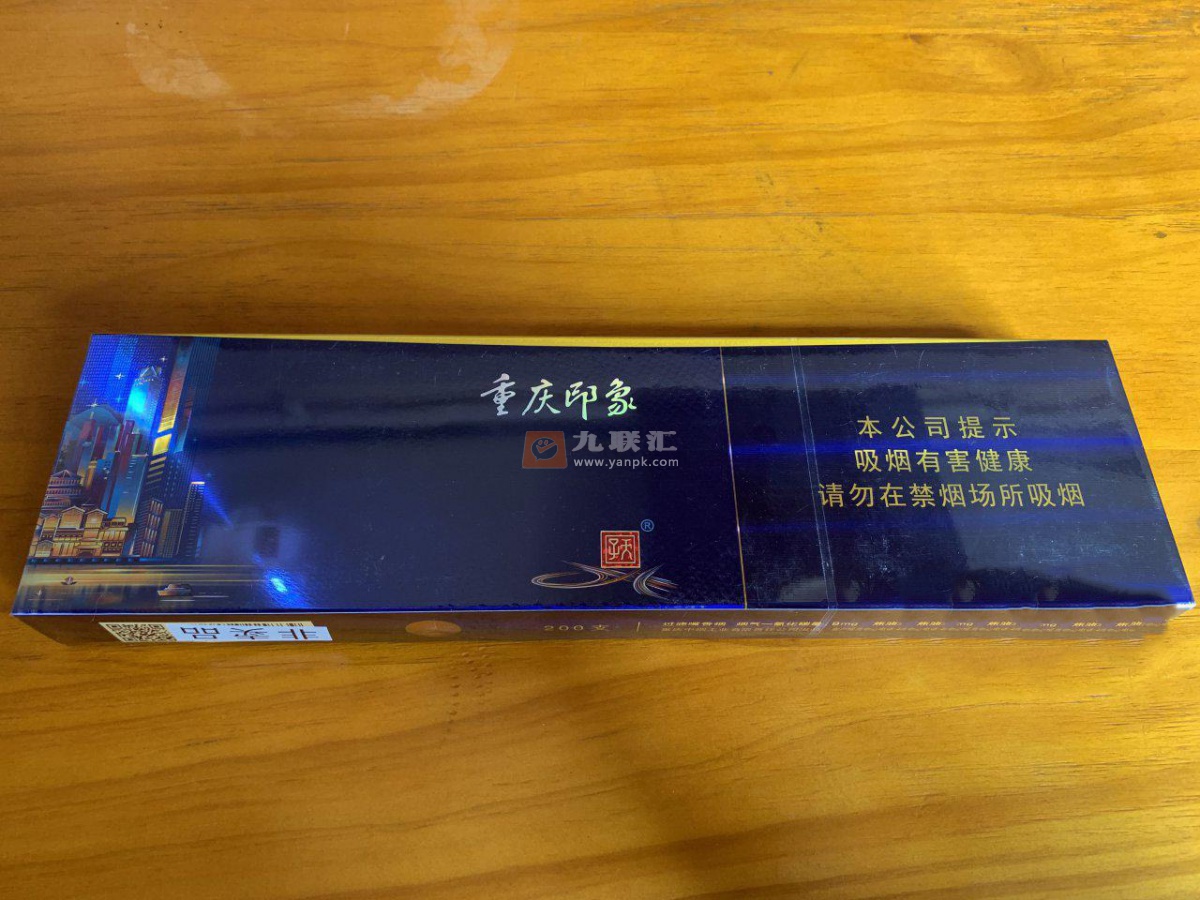 重庆印象
九联汇
www.yanpk.com
®
本公司提示
吸烟有害健康
请勿在禁烟场所吸烟
非卖品
200支